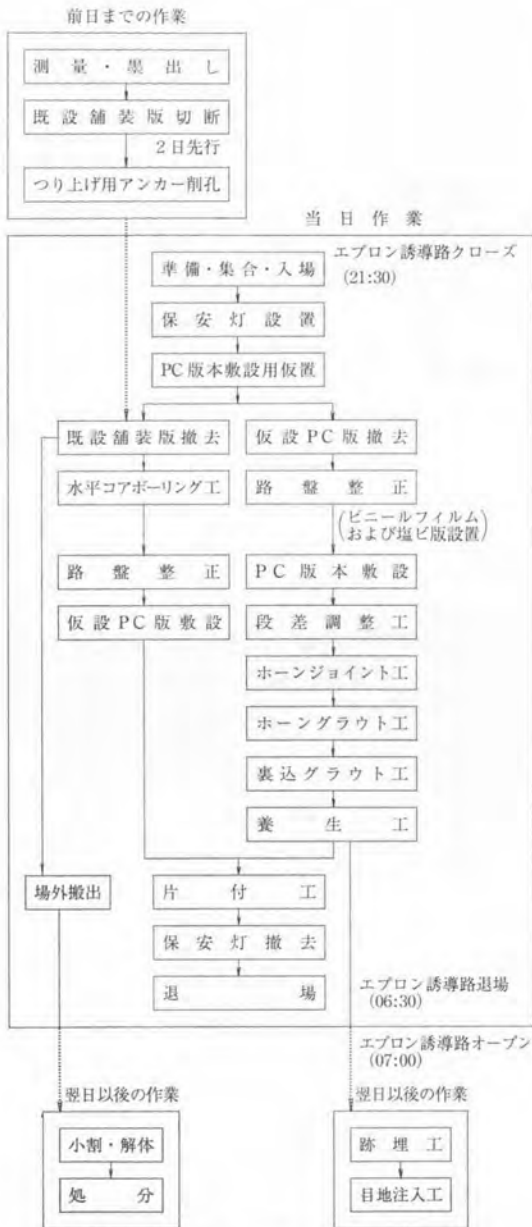 前日までの作業
測量・墨出し
既設舗装版切断
2日先行
つり上げ用アンカー削孔
当日作業
エプロン誘導路クローズ
(21:30)
準備・集合・入場
保安灯設置
PC版本敷設用仮置
既設舗装版撤去
仮設PC版撤去
水平コアボーリング工
路盤整正
(ビニールフィルム
および塩ビ版設置)
路盤整正
PC版本敷設
仮設PC版敷設
段差調整工
ホーンジョイント工
ホーングラウト工
裏込グラウト工
養生工
場外搬出
片付工
保安灯撤去
退場
エプロン誘導路退場
(06:30)
エプロン誘導路オープン
(07:00)
翌日以後の作業
小割・解体
処分
翌日以後の作業
跡埋工
目地注入工